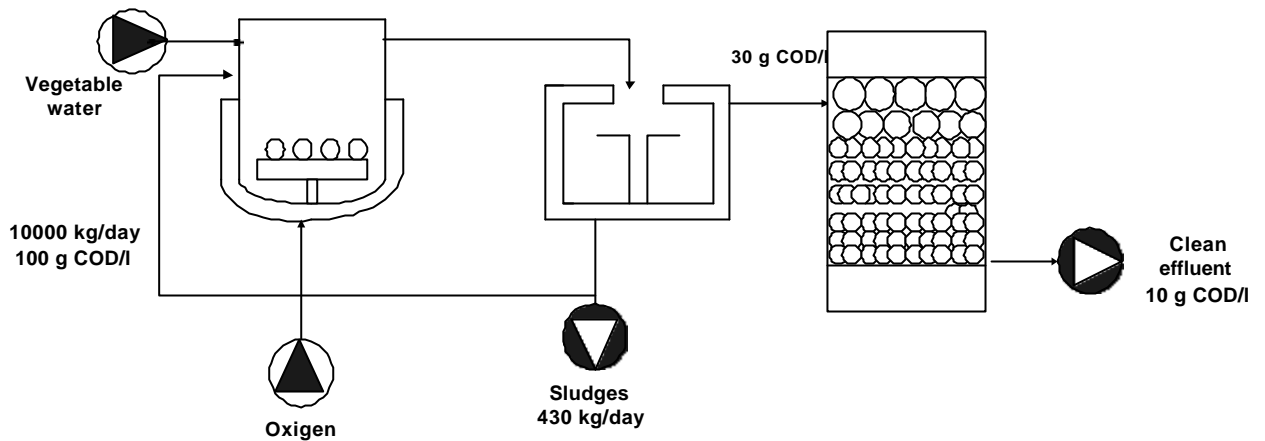 Vegetable
water
10000 kg/day
100 g COD/l
Oxigen
Sludges
430 kg/day
30 g COD/l
Clean
effluent
10 g COD/l